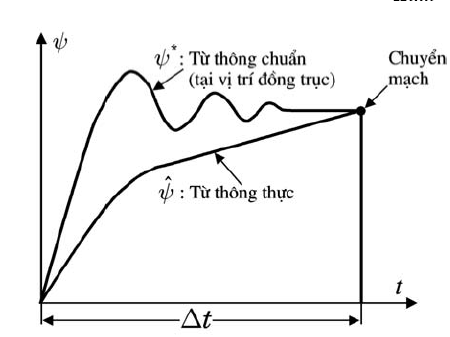 ψ
ψ* : Từ thông chuẩn
(tại vị trí đồng trục)
Chuyển
mạch
ψ̂ : Từ thông thực
t
Δt